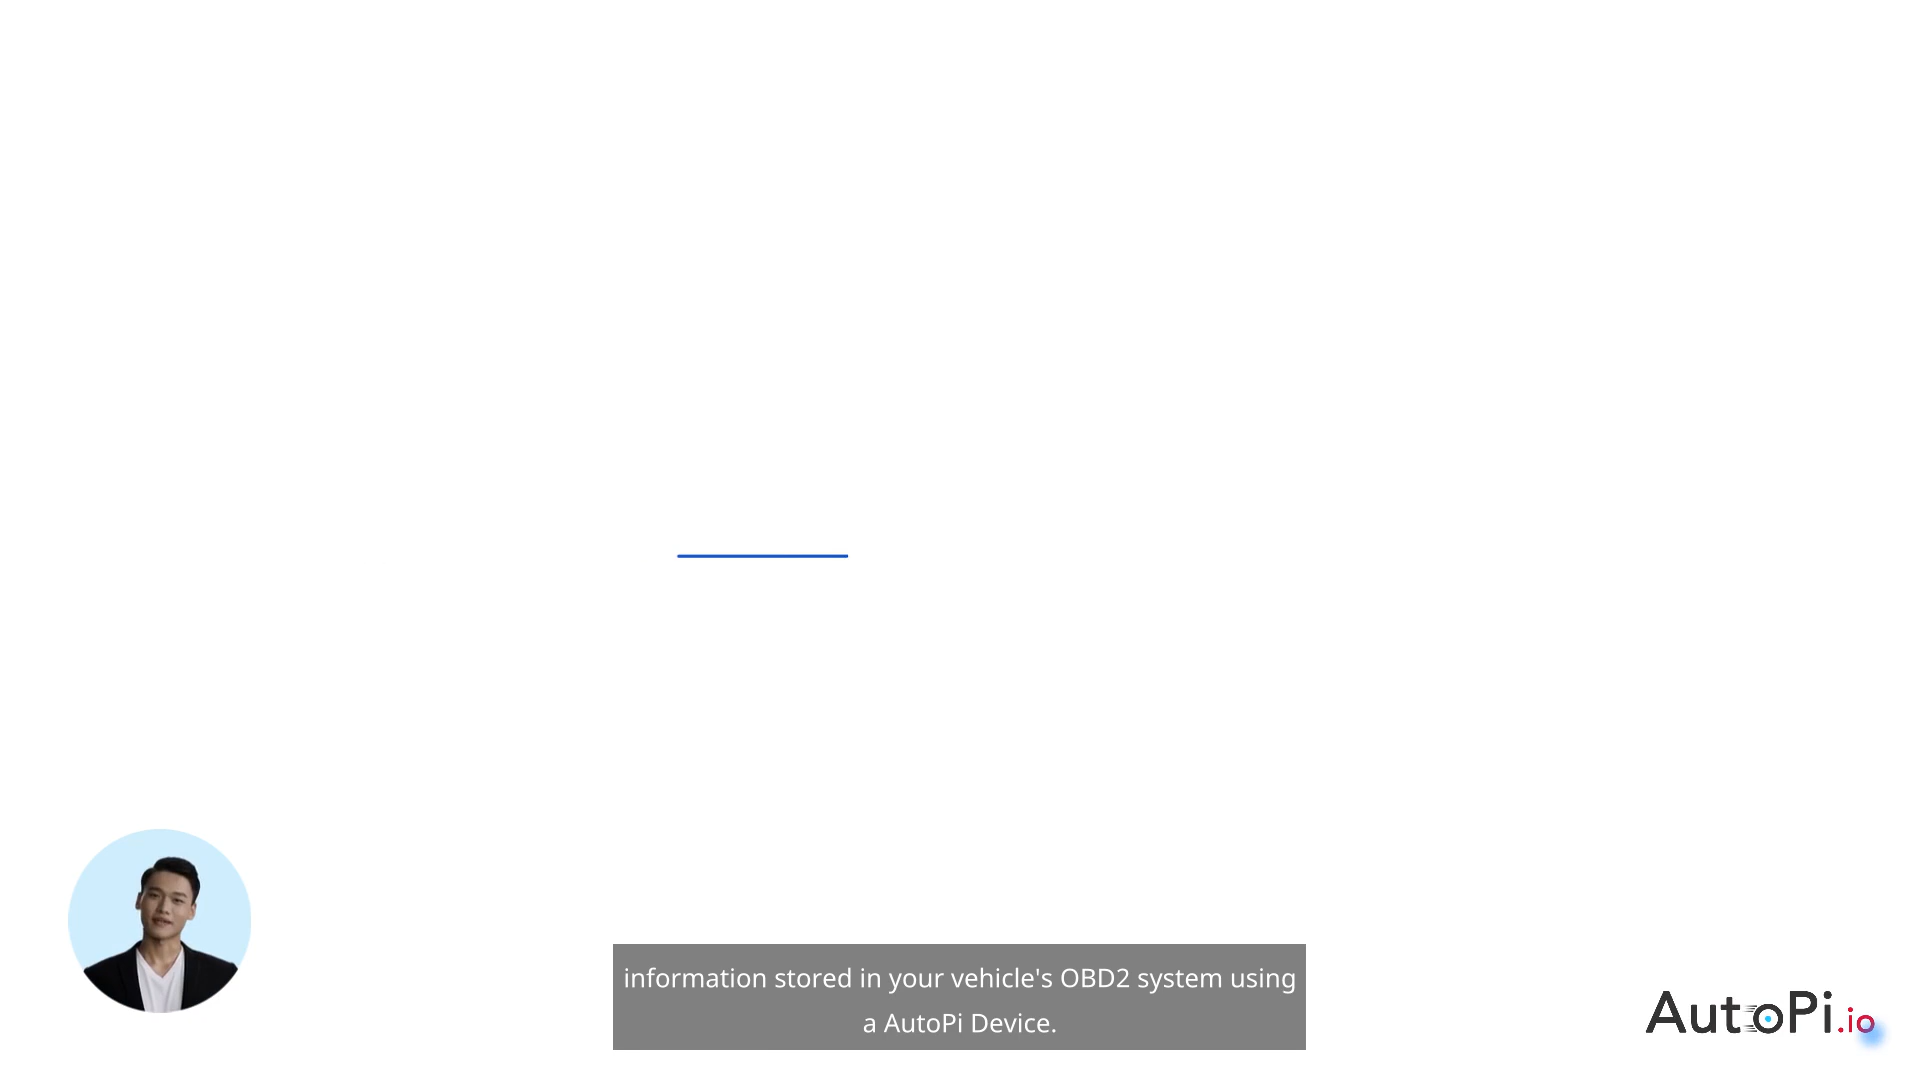 information stored in your vehicle's OBD2 system using
a AutoPi Device.
AutoPi.io